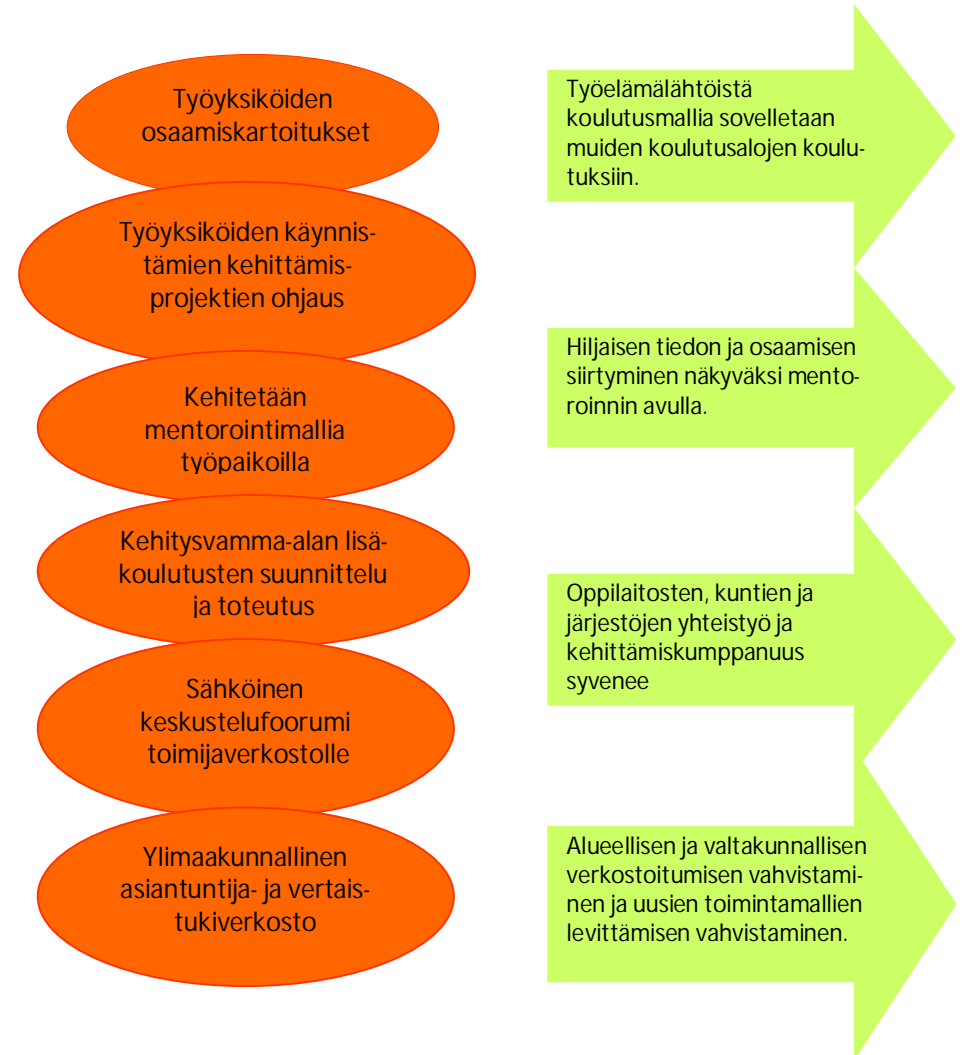 Työyksiköiden
osaamiskartoitukset
Työyksiköiden käynnis-
tämien kehittämis-
projektien ohjaus
Kehitetään
mentorointimallia
työpaikoilla
Kehitysvamma-alan lisä-
koulutusten suunnittelu
ja toteutus
Sähköinen
keskustelufoorumi
toimijaverkostolle
Ylimaakunnallinen
asiantuntija- ja vertais-
tukiverkosto
Työelämälähtöistä
koulutusmallia sovelletaan
muiden koulutusalojen koulu-
tuksiin.
Hiljaisen tiedon ja osaamisen
siirtyminen näkyväksi mento-
roinnin avulla.
Oppilaitosten, kuntien ja
järjestöjen yhteistyö ja
kehittämiskumppanuus
syvenee
Alueellisen ja valtakunnallisen
verkostoitumisen vahvistami-
nen ja uusien toimintamallien
levittämisen vahvistaminen.